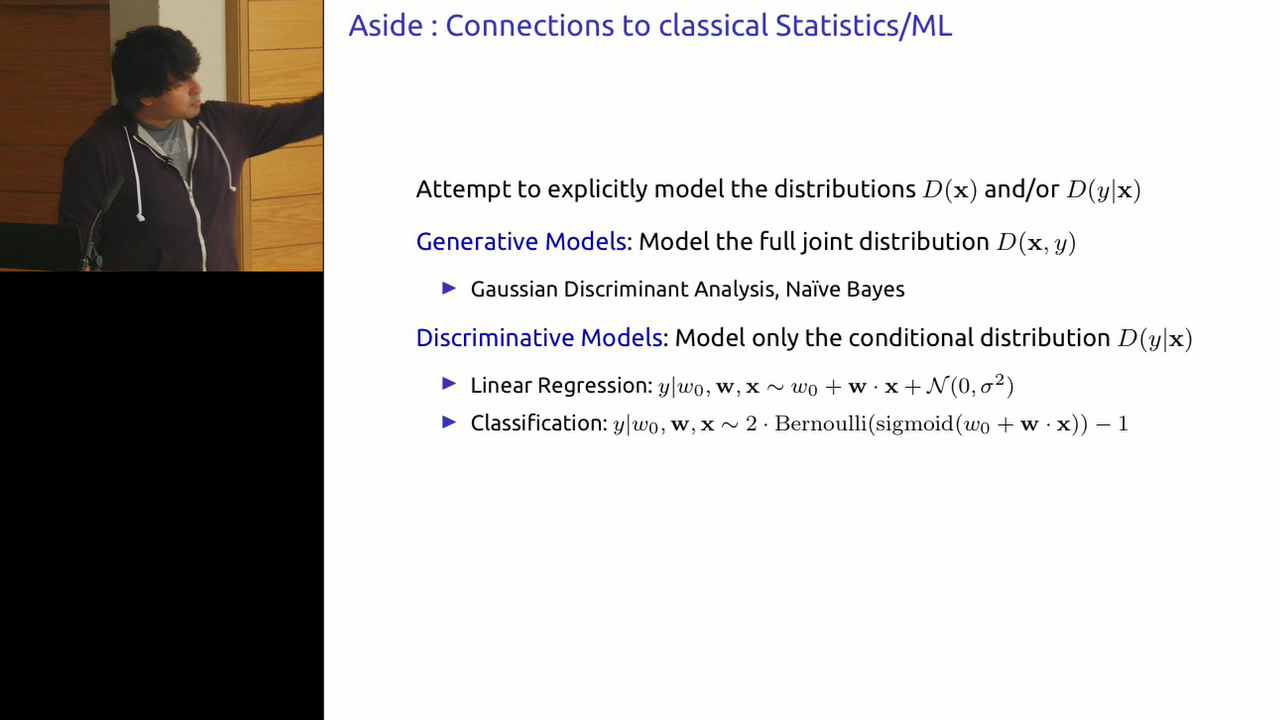 Aside : Connections to classical Statistics/ML
Attempt to explicitly model the distributions D(𝐱) and/or D(y|𝐱)
Generative Models: Model the full joint distribution D(𝐱, y)
▶ Gaussian Discriminant Analysis, Naïve Bayes
Discriminative Models: Model only the conditional distribution D(y|𝐱)
▶ Linear Regression: y|w₀, 𝐰, 𝐱 ∼ w₀ + 𝐰 · 𝐱 + 𝒩(0, σ²)
▶ Classification: y|w₀, 𝐰, 𝐱 ∼ 2 · Bernoulli(sigmoid(w₀ + 𝐰 · 𝐱)) − 1